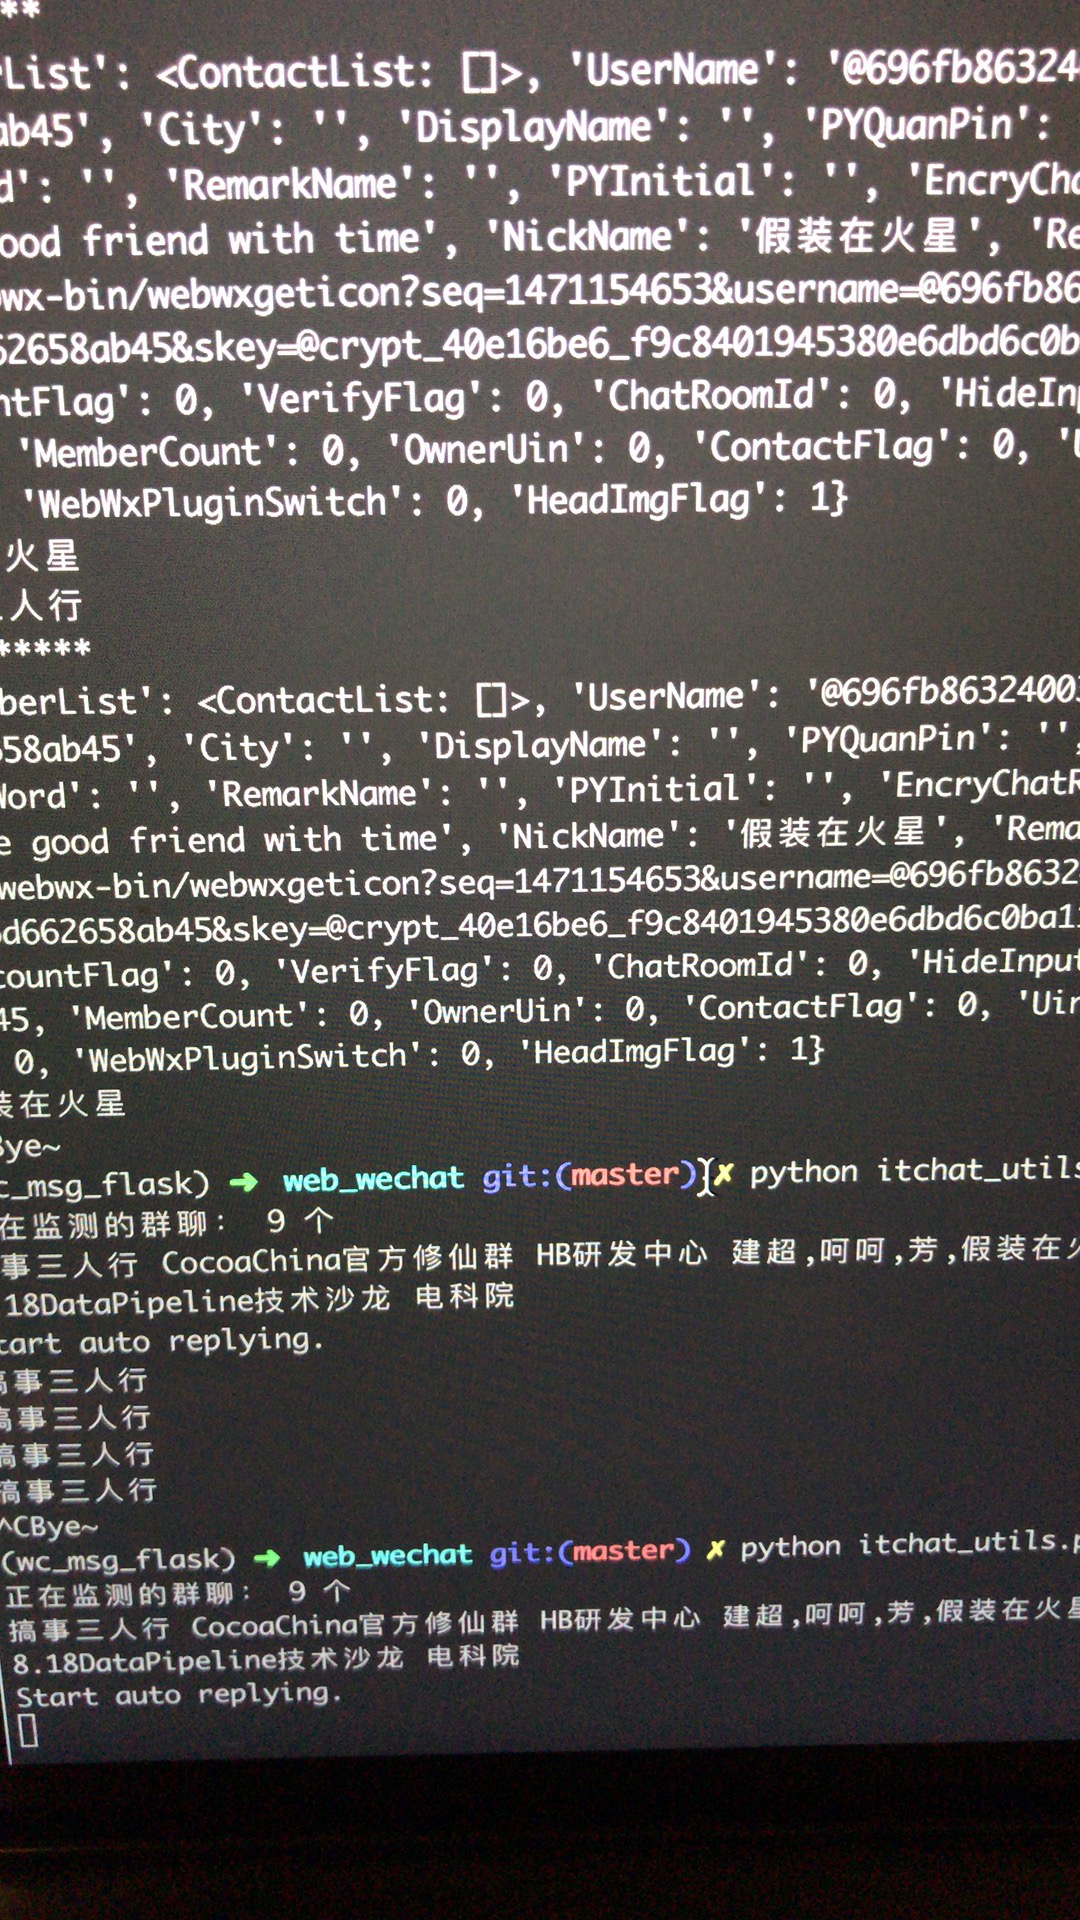 **
rList': <ContactList: []>, 'UserName': '@696fb86324
ab45', 'City': '', 'DisplayName': '', 'PYQuanPin':
d': '', 'RemarkName': '', 'PYInitial': '', 'EncryCha
ood friend with time', 'NickName': '假装在火星', 'Re
wx-bin/webwxgeticon?seq=1471154653&username=@696fb86
62658ab45&skey=@crypt_40e16be6_f9c8401945380e6dbd6c0b
ntFlag': 0, 'VerifyFlag': 0, 'ChatRoomId': 0, 'HideInp
'MemberCount': 0, 'OwnerUin': 0, 'ContactFlag': 0, 'U
'WebWxPluginSwitch': 0, 'HeadImgFlag': 1}
火星
人行
*****
berList': <ContactList: []>, 'UserName': '@696fb8632400
58ab45', 'City': '', 'DisplayName': '', 'PYQuanPin': '',
Word': '', 'RemarkName': '', 'PYInitial': '', 'EncryChatR
e good friend with time', 'NickName': '假装在火星', 'Rema
webwx-bin/webwxgeticon?seq=1471154653&username=@696fb8632
d662658ab45&skey=@crypt_40e16be6_f9c8401945380e6dbd6c0ba1
countFlag': 0, 'VerifyFlag': 0, 'ChatRoomId': 0, 'HideInput
45, 'MemberCount': 0, 'OwnerUin': 0, 'ContactFlag': 0, 'Uin
0, 'WebWxPluginSwitch': 0, 'HeadImgFlag': 1}
装在火星
Bye~
c_msg_flask) ➜ web_wechat git:(master) ✗ python itchat_utils
在监测的群聊： 9 个
事三人行 CocoaChina官方修仙群 HB研发中心 建超,呵呵,芳,假装在火
18DataPipeline技术沙龙 电科院
tart auto replying.
搞事三人行
搞事三人行
搞事三人行
搞事三人行
^CBye~
(wc_msg_flask) ➜ web_wechat git:(master) ✗ python itchat_utils.p
正在监测的群聊： 9 个
搞事三人行 CocoaChina官方修仙群 HB研发中心 建超,呵呵,芳,假装在火星
8.18DataPipeline技术沙龙 电科院
Start auto replying.